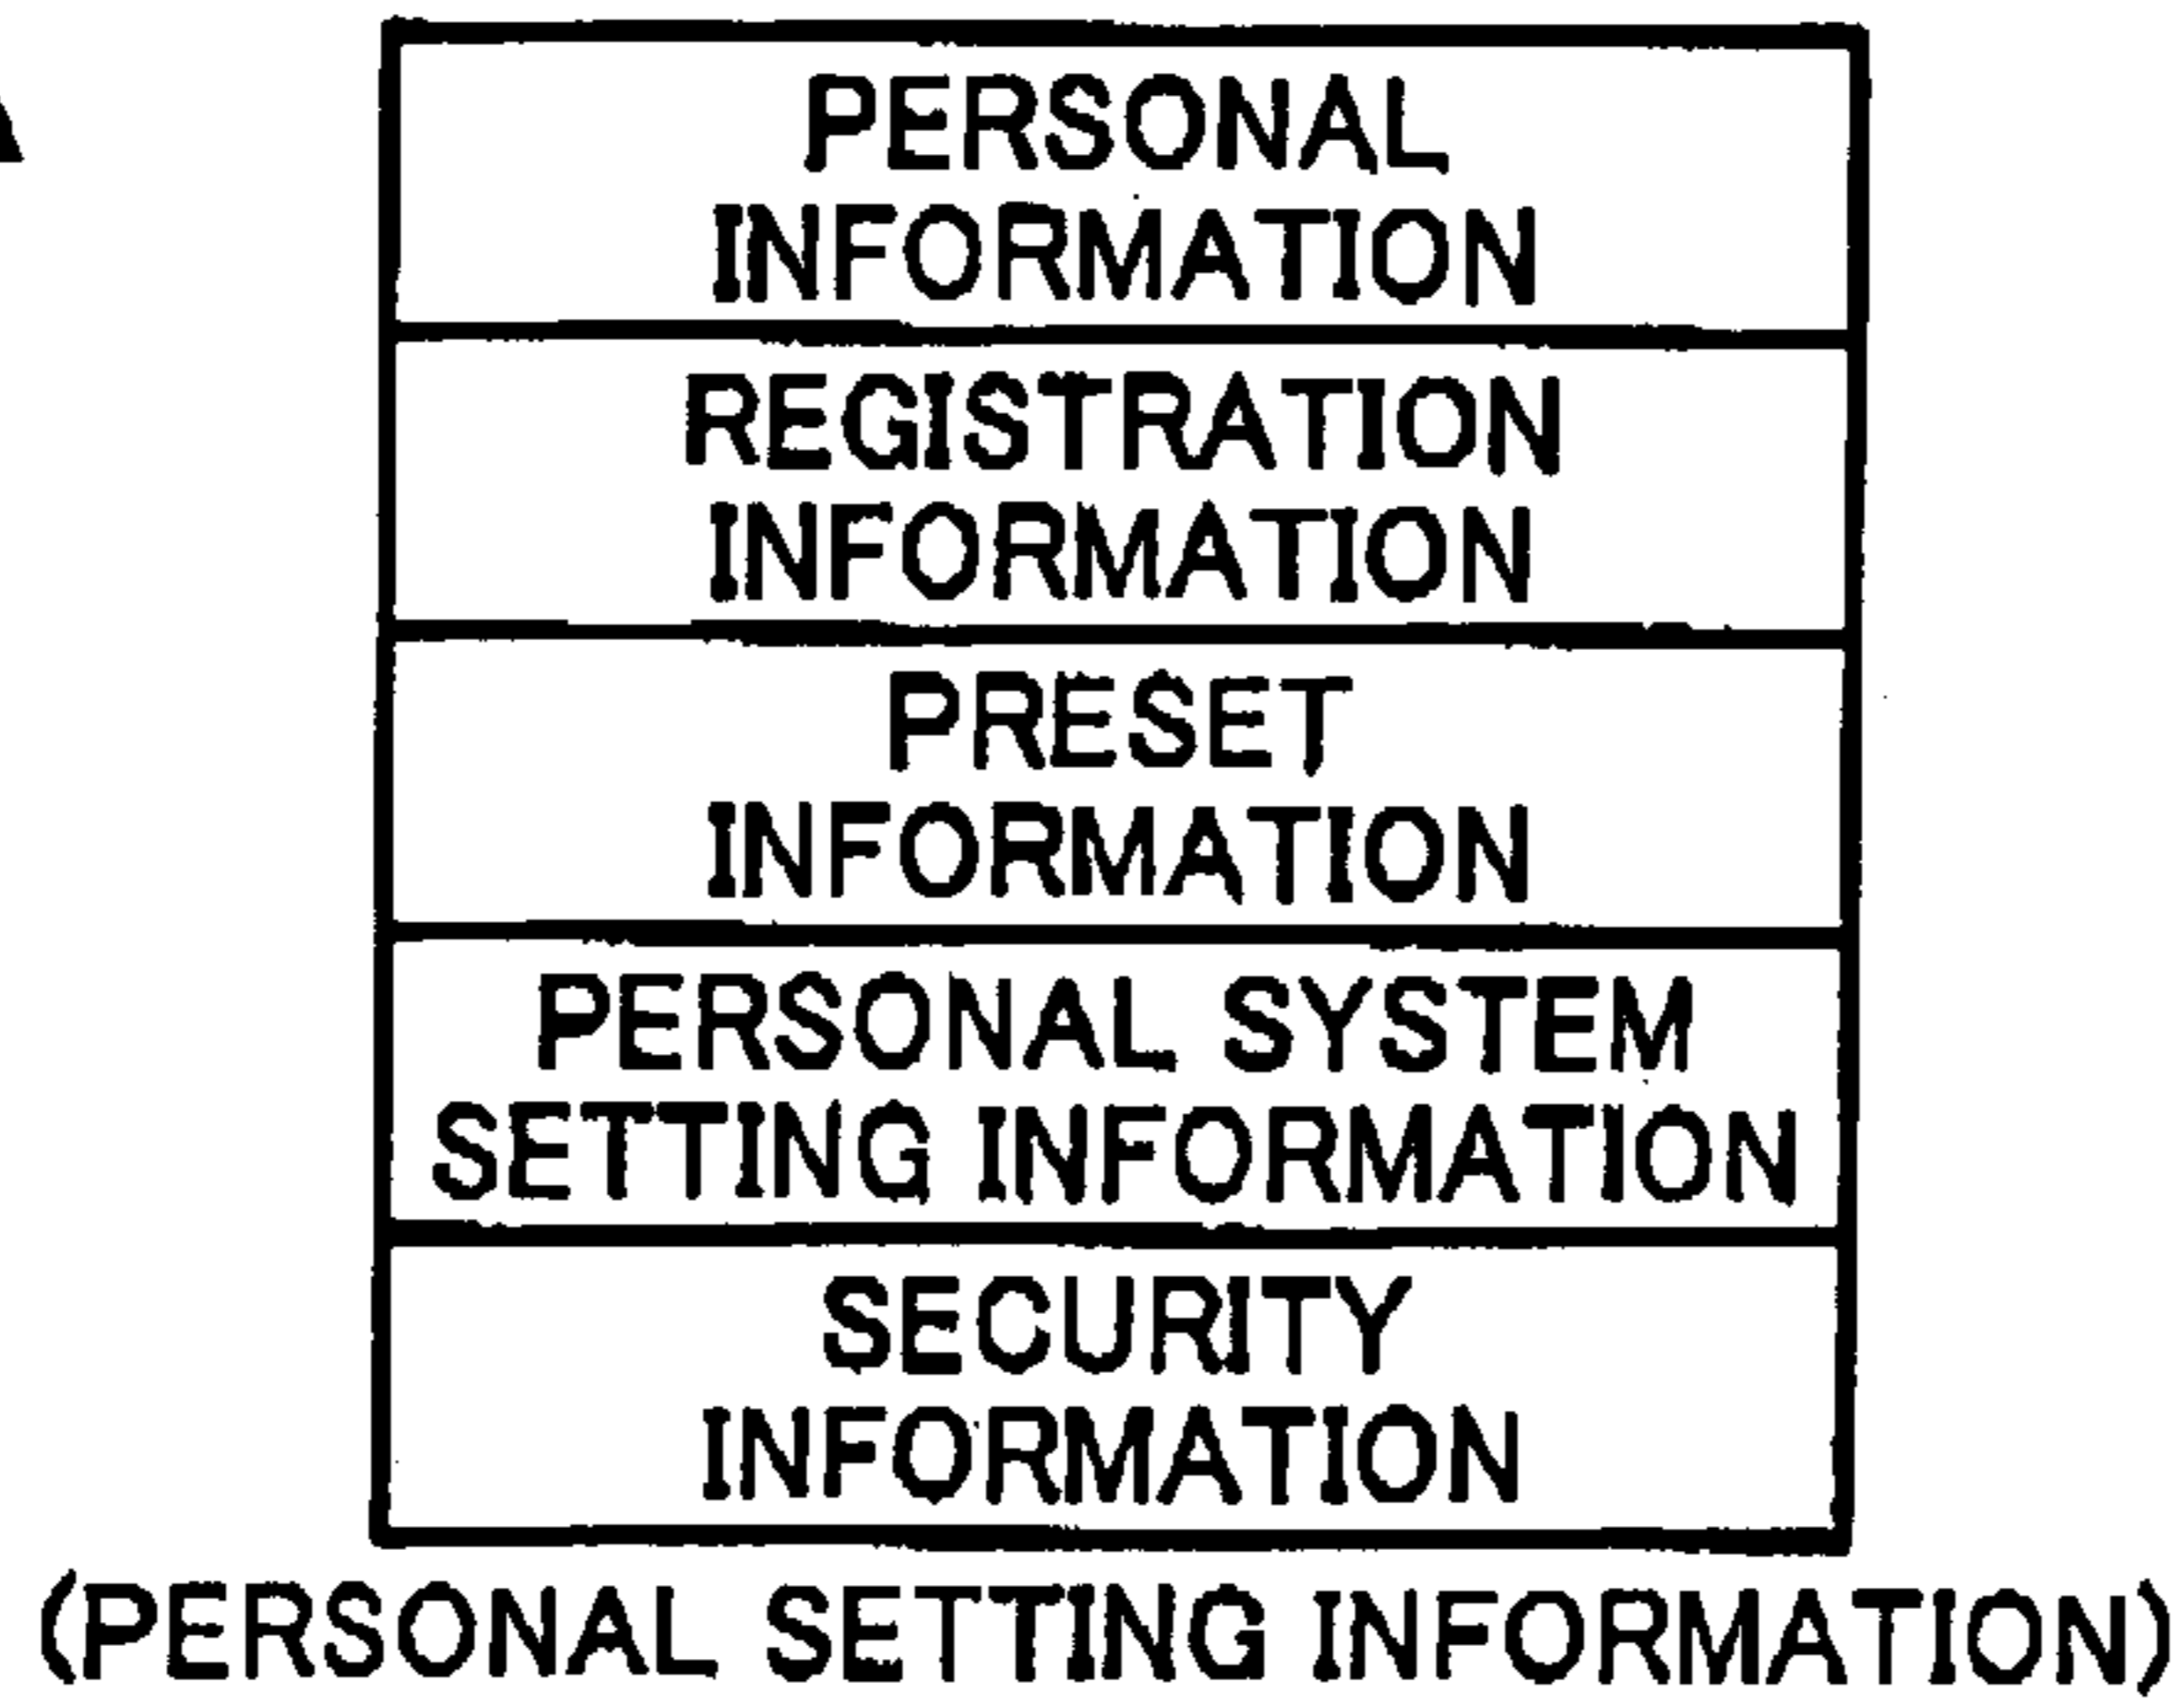 PERSONAL
INFORMATION
REGISTRATION
INFORMATION
PRESET
INFORMATION
PERSONAL SYSTEM
SETTING INFORMATION
SECURITY
INFORMATION
(PERSONAL SETTING INFORMATION)